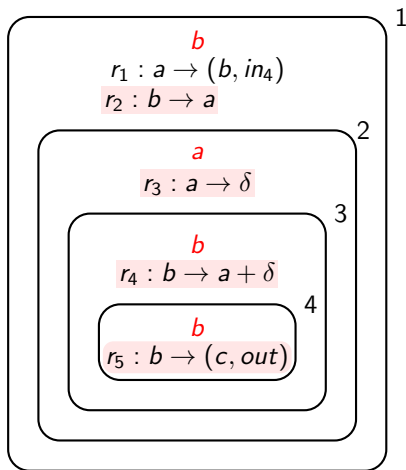 1
b
r₁ : a → (b, in₄)
r₂ : b → a
2
a
r₃ : a → δ
3
b
r₄ : b → a + δ
4
b
r₅ : b → (c, out)